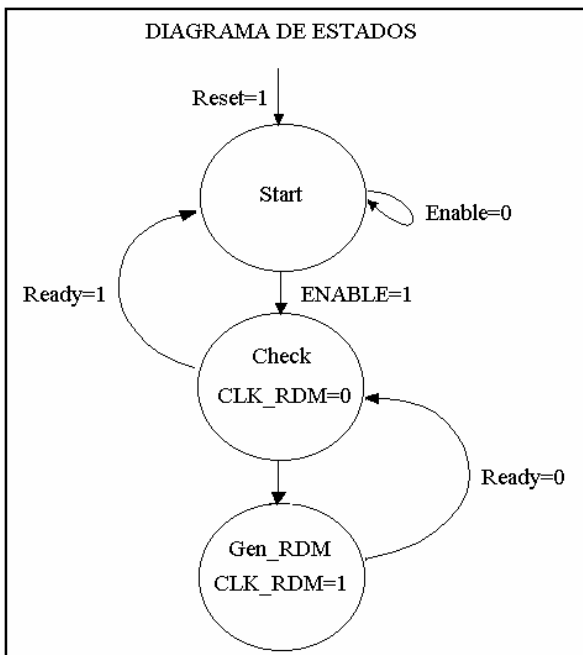 DIAGRAMA DE ESTADOS
Reset=1
Start
Enable=0
Ready=1
ENABLE=1
Check
CLK_RDM=0
Ready=0
Gen_RDM
CLK_RDM=1